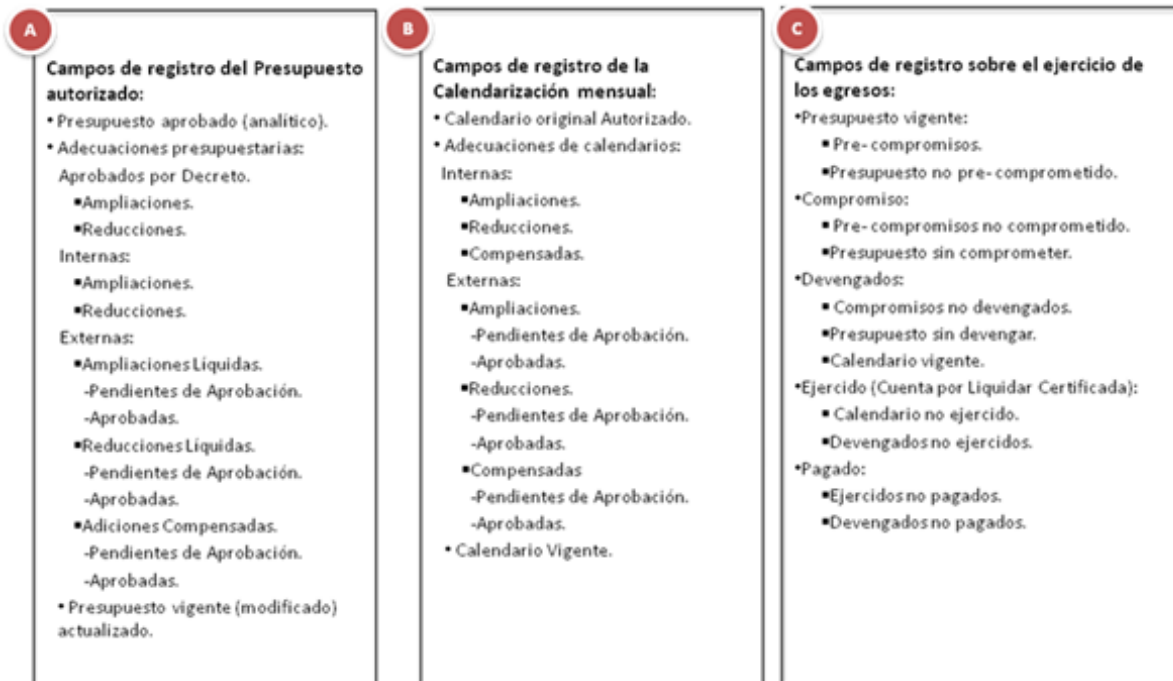 A
Campos de registro del Presupuesto
autorizado:
• Presupuesto aprobado (analítico).
• Adecuaciones presupuestarias:
Aprobados por Decreto.
▪Ampliaciones.
▪Reducciones.
Internas:
▪Ampliaciones.
▪Reducciones.
Externas:
▪Ampliaciones Líquidas.
-Pendientes de Aprobación.
-Aprobadas.
▪Reducciones Líquidas.
-Pendientes de Aprobación.
-Aprobadas.
▪Adiciones Compensadas.
-Pendientes de Aprobación.
-Aprobadas.
• Presupuesto vigente (modificado)
actualizado.
B
Campos de registro de la
Calendarización mensual:
• Calendario original Autorizado.
• Adecuaciones de calendarios:
Internas:
▪Ampliaciones.
▪Reducciones.
▪Compensadas.
Externas:
▪Ampliaciones.
-Pendientes de Aprobación.
-Aprobadas.
▪Reducciones.
-Pendientes de Aprobación.
-Aprobadas.
▪Compensadas
-Pendientes de Aprobación.
-Aprobadas.
• Calendario Vigente.
C
Campos de registro sobre el ejercicio de
los egresos:
•Presupuesto vigente:
▪ Pre- compromisos.
▪Presupuesto no pre- comprometido.
•Compromiso:
▪ Pre- compromisos no comprometido.
▪Presupuesto sin comprometer.
•Devengados:
▪ Compromisos no devengados.
▪Presupuesto sin devengar.
▪Calendario vigente.
•Ejercido (Cuenta por Liquidar Certificada):
▪ Calendario no ejercido.
▪Devengados no ejercidos.
•Pagado:
▪Ejercidos no pagados.
▪Devengados no pagados.